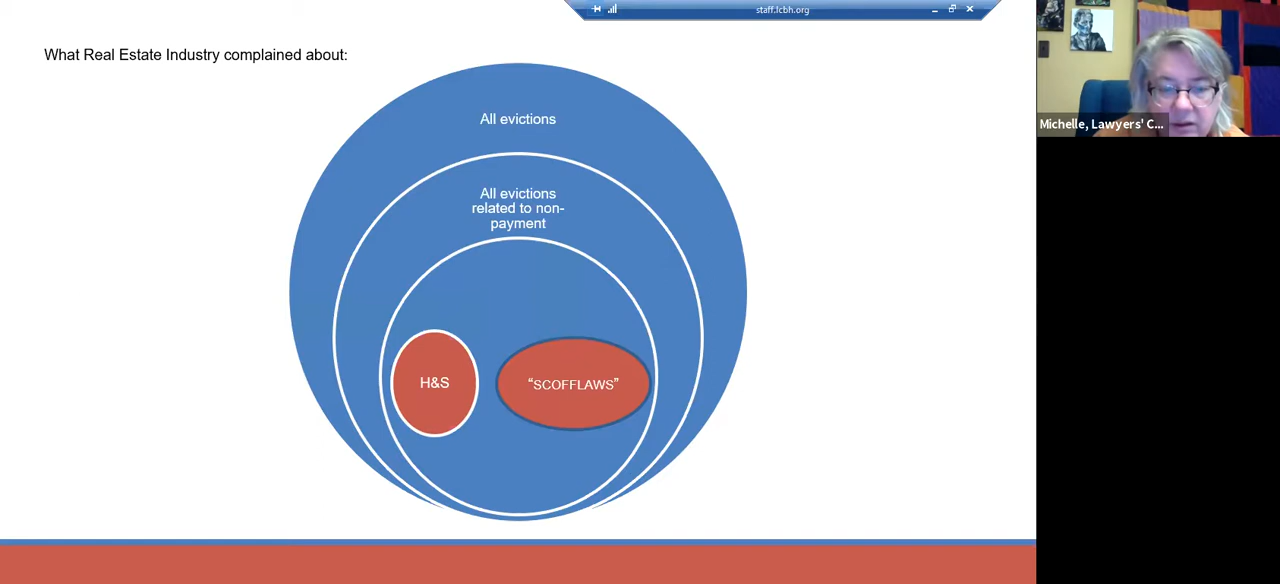 staff.lcbh.org
What Real Estate Industry complained about:
All evictions
All evictions
related to non-
payment
H&S
“SCOFFLAWS”
Michelle, Lawyers' C...